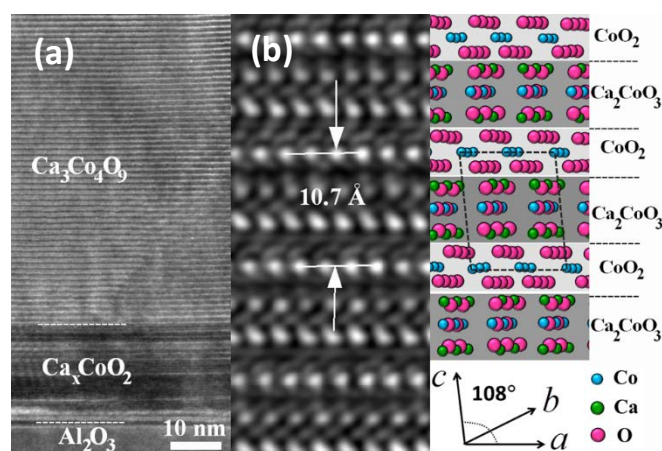 (a)
Ca₃Co₄O₉
CaₓCoO₂
Al₂O₃
10 nm
(b)
10.7 Å
CoO₂
Ca₂CoO₃
CoO₂
Ca₂CoO₃
CoO₂
Ca₂CoO₃
c
108°
b
a
Co
Ca
O